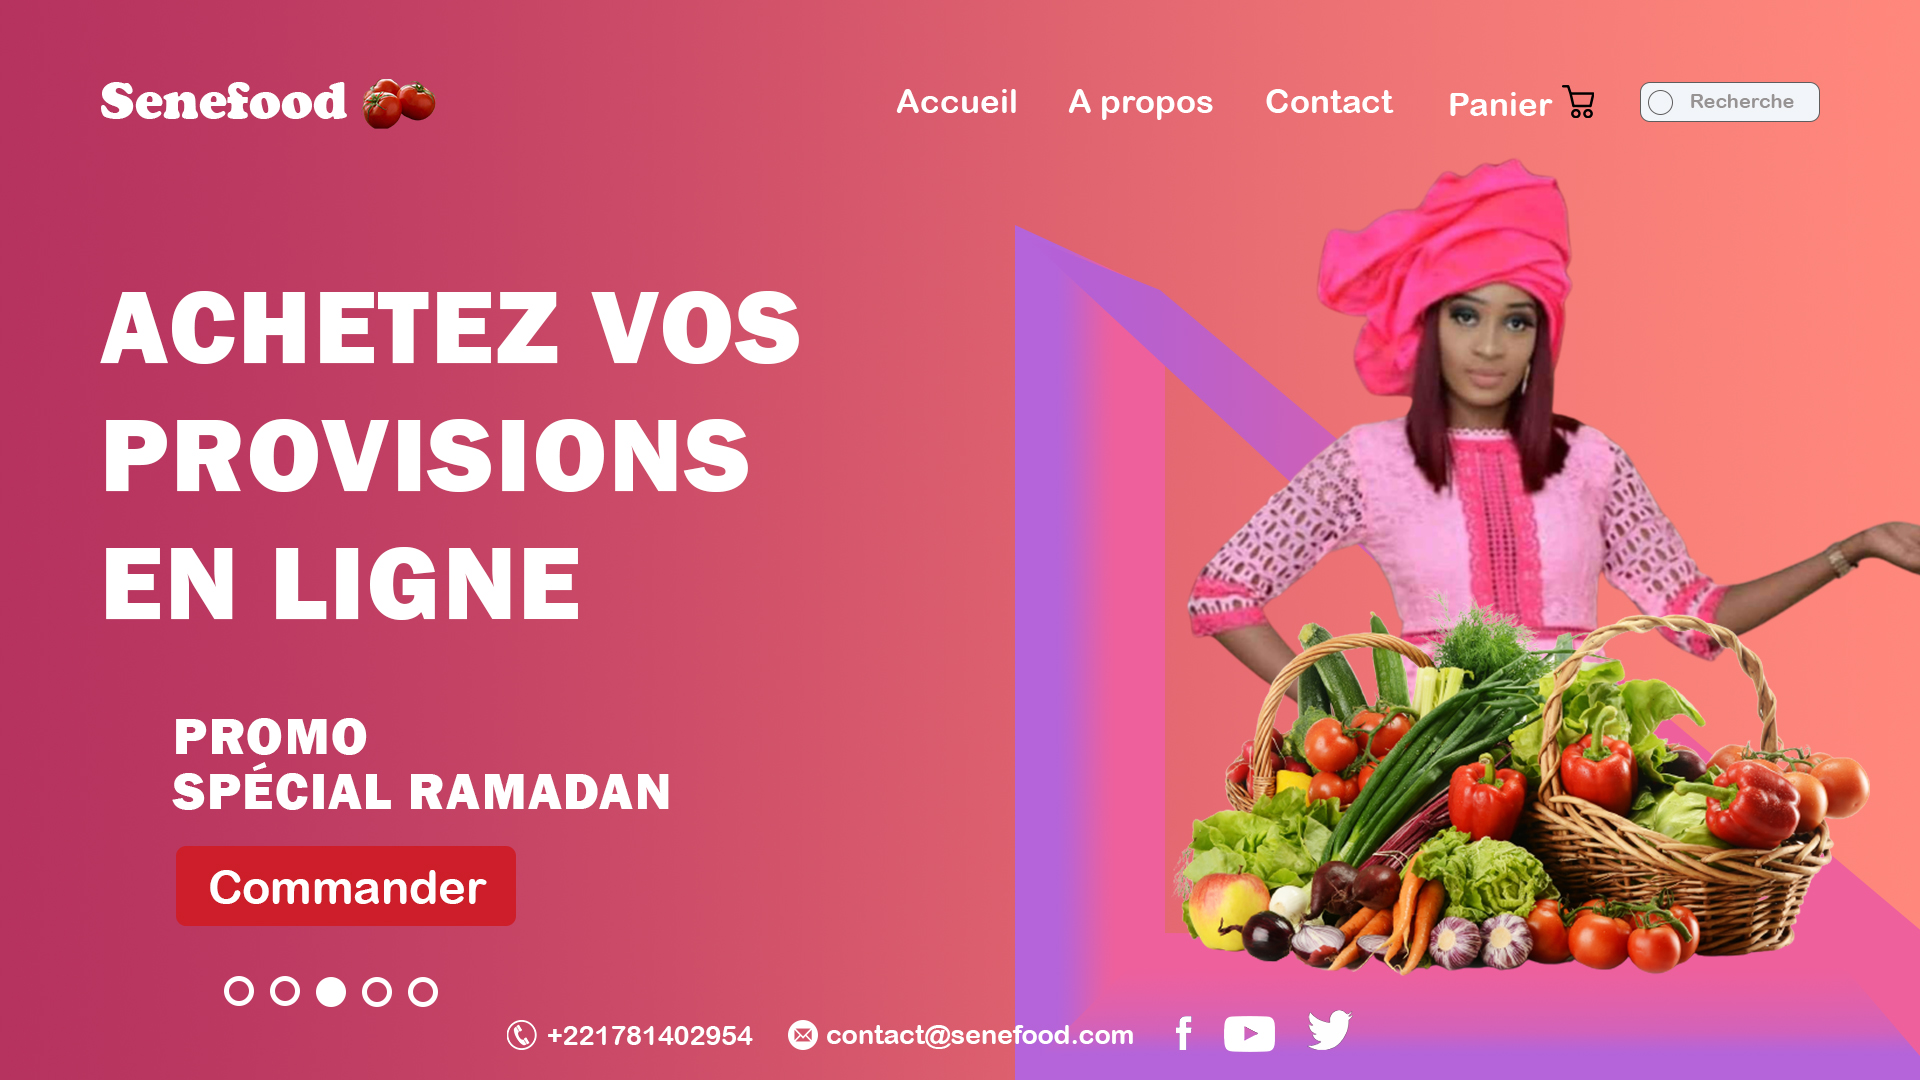 Senefood
Accueil
A propos
Contact
Panier
Recherche
ACHETEZ VOS
PROVISIONS
EN LIGNE
PROMO
SPÉCIAL RAMADAN
Commander
+221781402954
contact@senefood.com